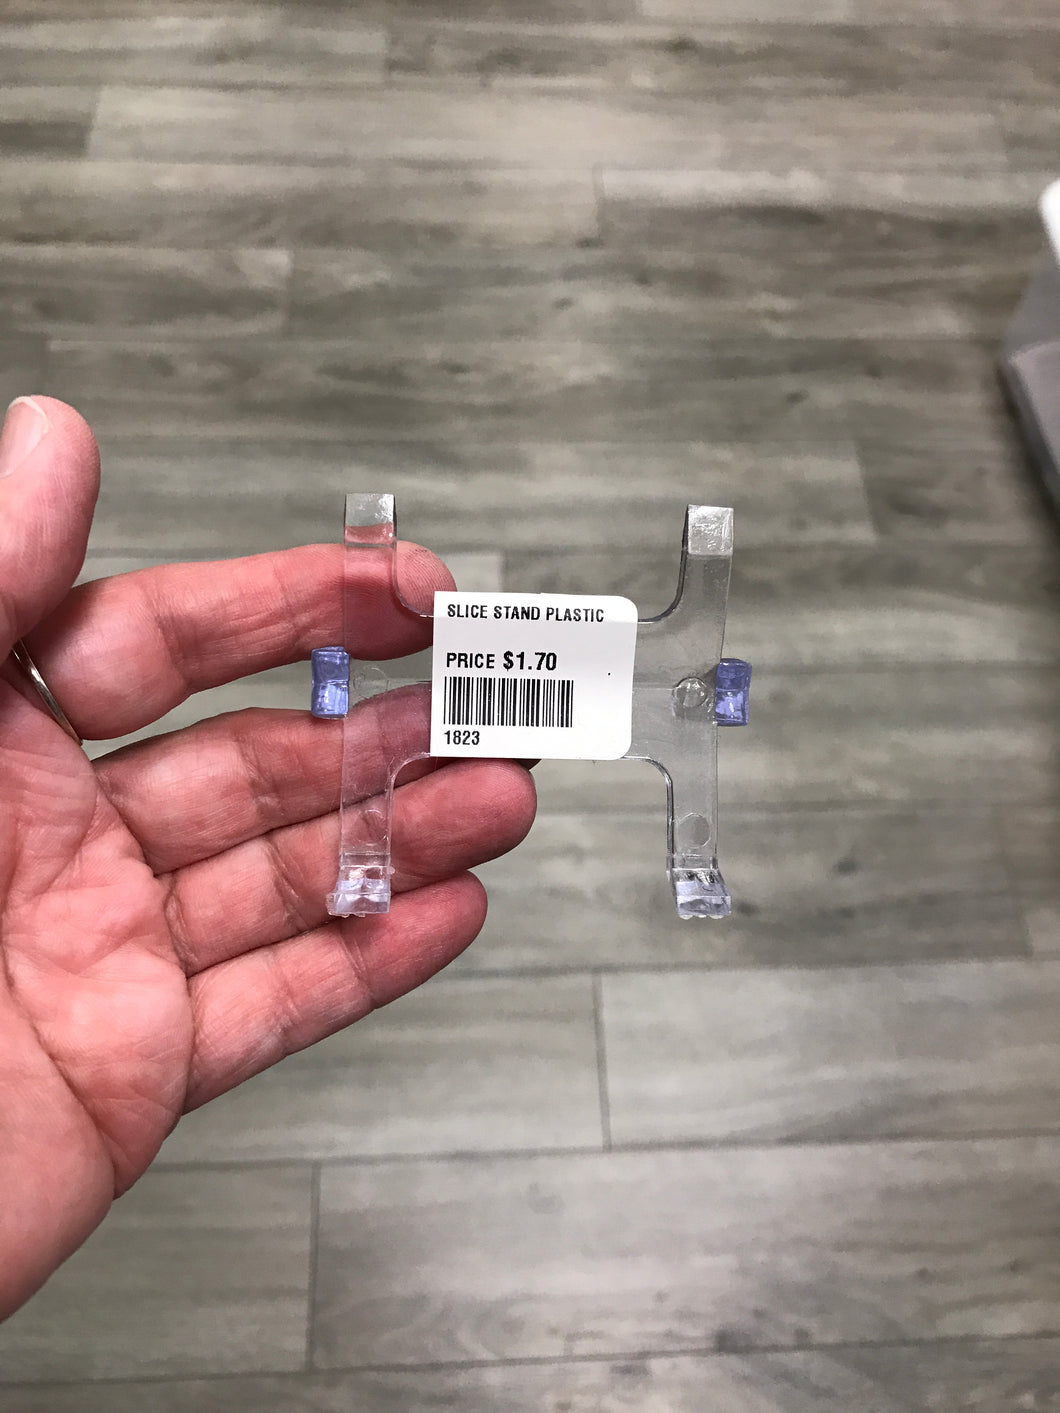 SLICE STAND PLASTIC
PRICE $1.70
1823